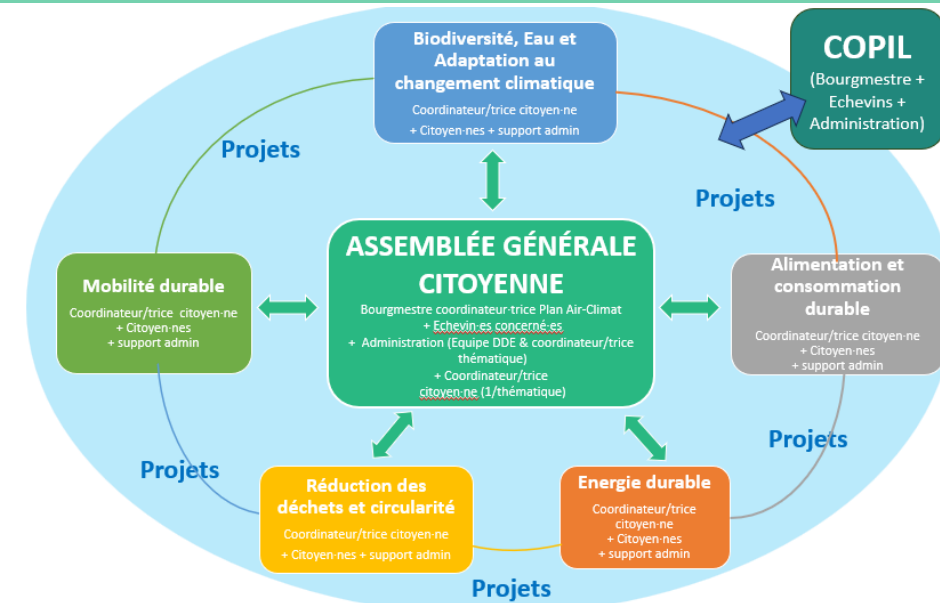 Biodiversité, Eau et
Adaptation au
changement climatique
Coordinateur/trice citoyen·ne
+ Citoyen·nes + support admin
COPIL
(Bourgmestre +
Echevins +
Administration)
Projets
Projets
ASSEMBLÉE GÉNÉRALE
CITOYENNE
Bourgmestre coordinateur·trice Plan Air-Climat
+ Echevin·es concerné·es
+ Administration (Equipe DDE & coordinateur/trice
thématique)
+ Coordinateur/trice
citoyen·ne (1/thématique)
Mobilité durable
Coordinateur/trice citoyen·ne
+ Citoyen·nes
+ support admin
Alimentation et
consommation
durable
Coordinateur/trice citoyen·ne
+ Citoyen·nes
+ support admin
Projets
Projets
Réduction des
déchets et circularité
Coordinateur/trice citoyen·ne
+ Citoyen·nes + support admin
Energie durable
Coordinateur/trice
citoyen·ne
+ Citoyen·nes
+ support admin
Projets